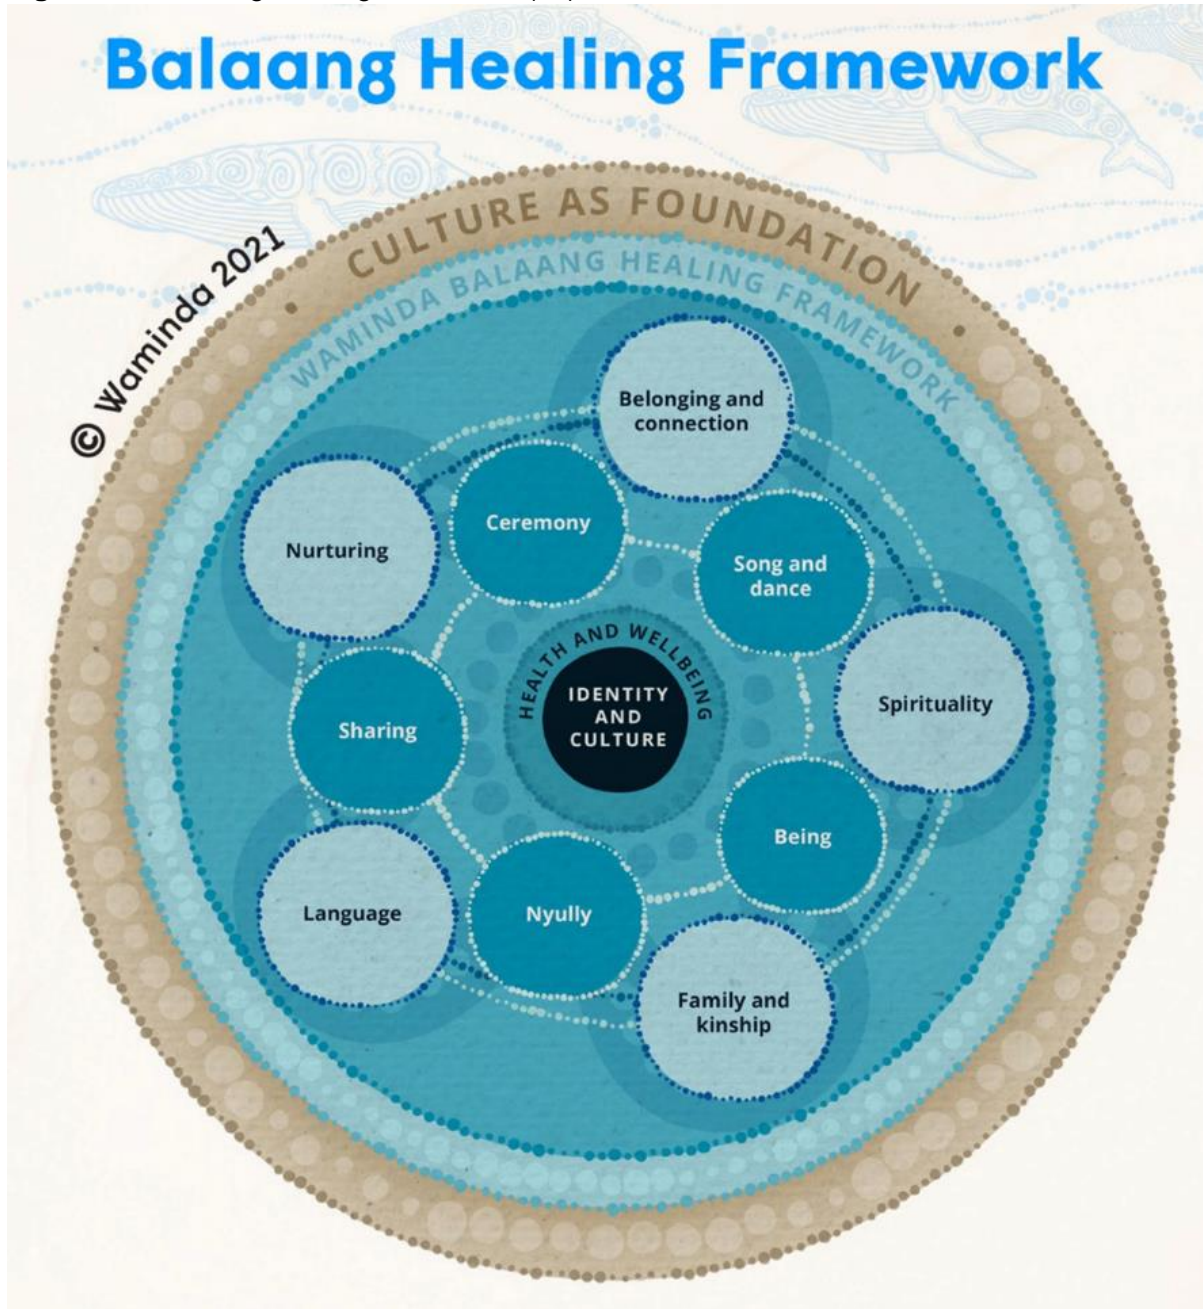 Balaang Healing Framework
© Waminda 2021
CULTURE AS FOUNDATION
WAMINDA BALAANG HEALING FRAMEWORK
Belonging and
connection
Ceremony
Nurturing
Song and
dance
HEALTH AND WELLBEING
IDENTITY
AND
CULTURE
Spirituality
Sharing
Being
Language
Nyully
Family and
kinship